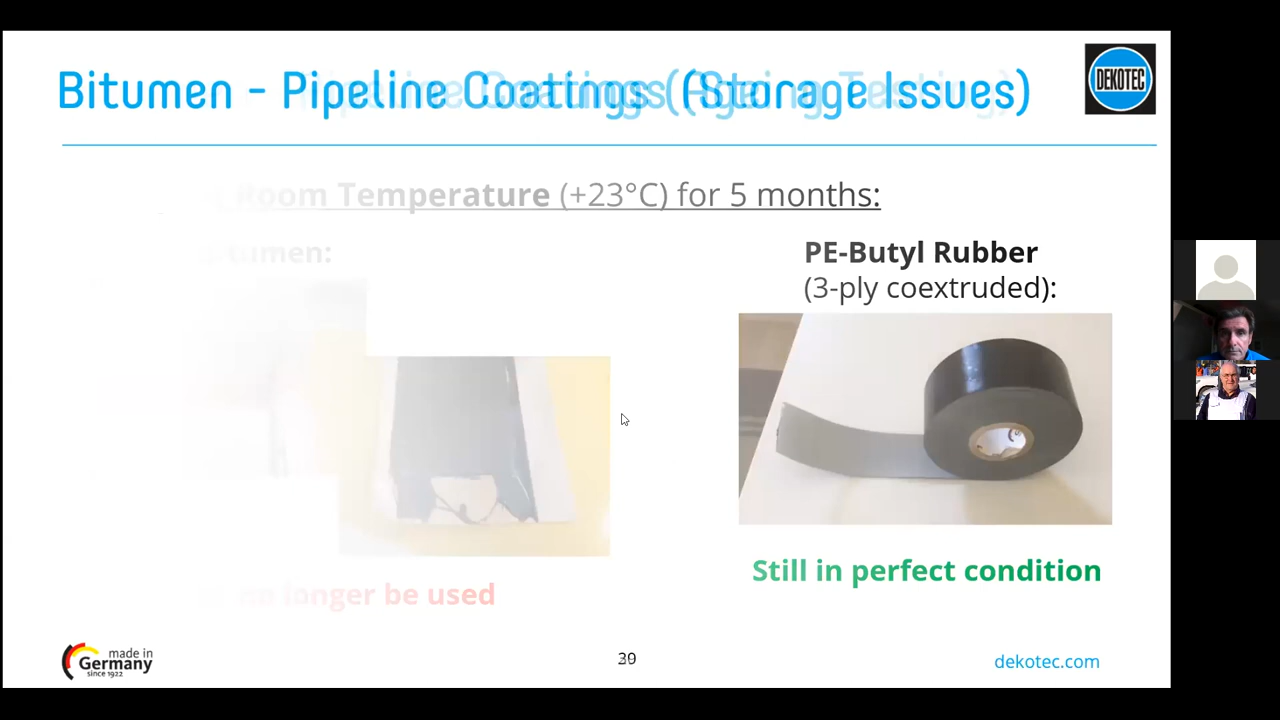 Bitumen - Pipeline Coatings (Storage Issues)
DEKOTEC
Room Temperature (+23°C) for 5 months:
PE-Butyl Rubber
(3-ply coextruded):
longer be used
Still in perfect condition
made in
Germany
since 1922
dekotec.com